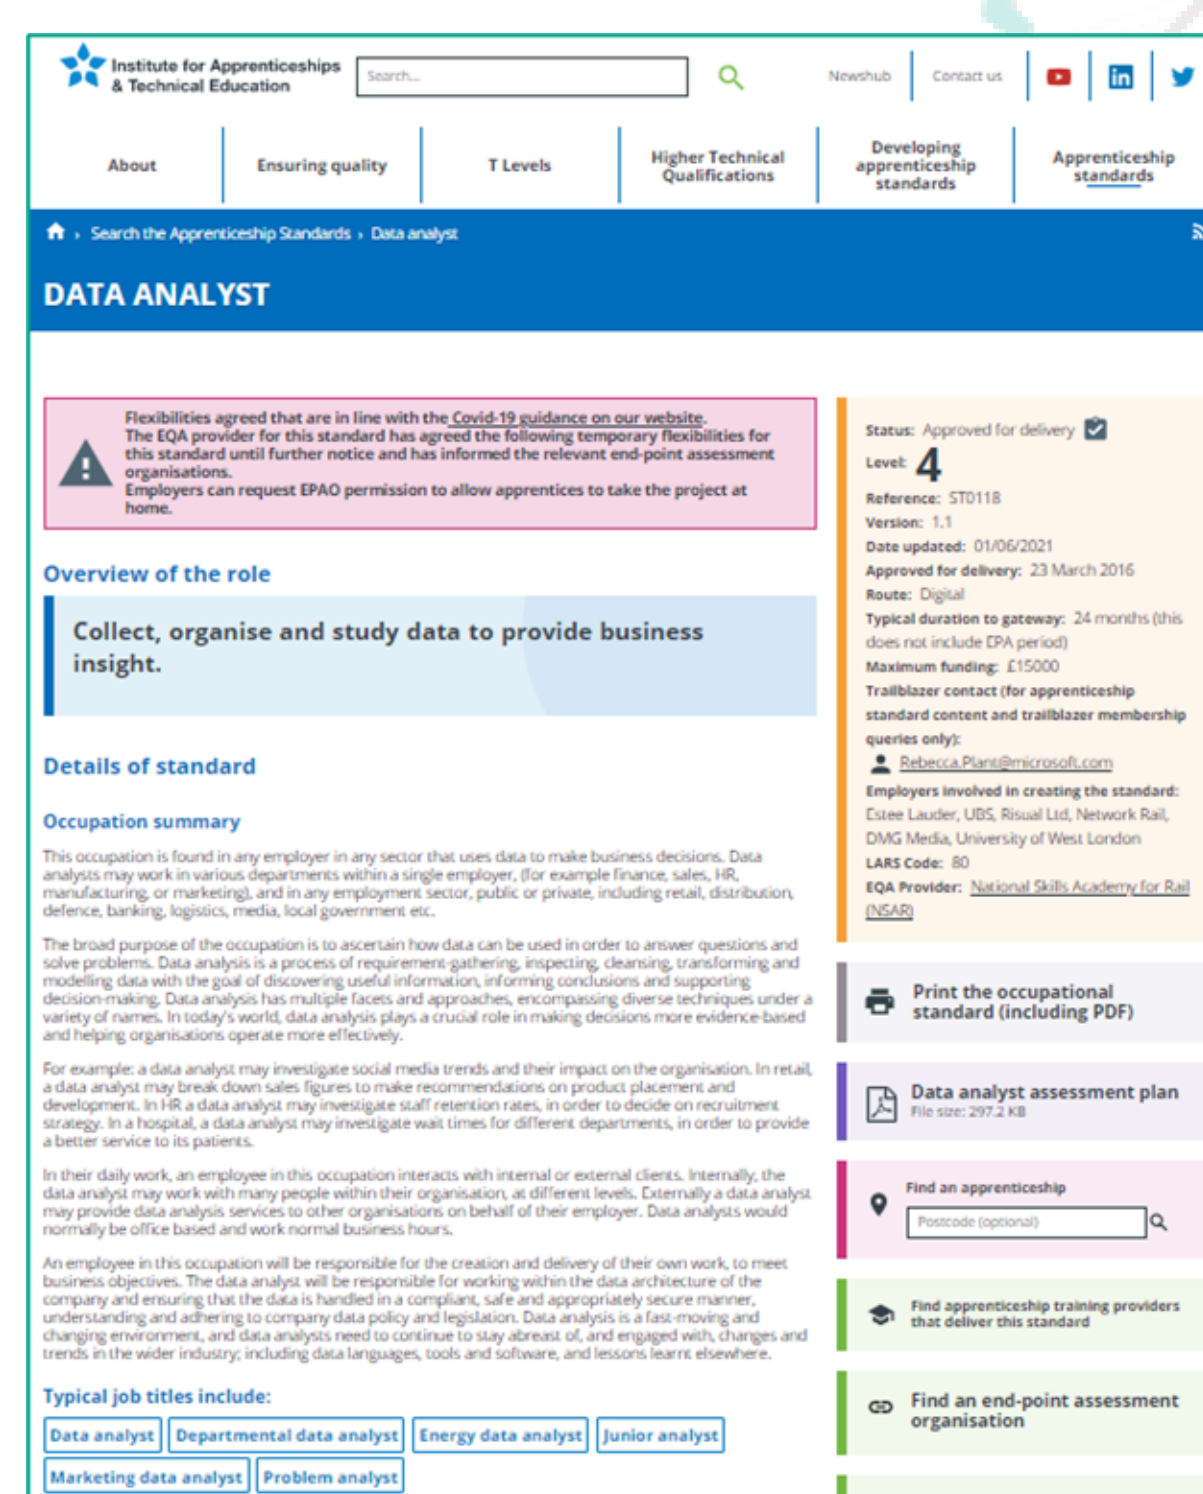 Institute for Apprenticeships
& Technical Education
Search...
Newshub
Contact us
in
About
Ensuring quality
T Levels
Higher Technical
Qualifications
Developing
apprenticeship
standards
Apprenticeship
standards
› Search the Apprenticeship Standards › Data analyst
DATA ANALYST
Flexibilities agreed that are in line with the Covid-19 guidance on our website.
The EQA provider for this standard has agreed the following temporary flexibilities for
this standard until further notice and has informed the relevant end-point assessment
organisations.
Employers can request EPAO permission to allow apprentices to take the project at
home.
Overview of the role
Collect, organise and study data to provide business
insight.
Details of standard
Occupation summary
This occupation is found in any employer in any sector that uses data to make business decisions. Data
analysts may work in various departments within a single employer, (for example finance, sales, HR,
manufacturing, or marketing), and in any employment sector, public or private, including retail, distribution,
defence, banking, logistics, media, local government etc.
The broad purpose of the occupation is to ascertain how data can be used in order to answer questions and
solve problems. Data analysis is a process of requirement-gathering, inspecting, cleansing, transforming and
modelling data with the goal of discovering useful information, informing conclusions and supporting
decision-making. Data analysis has multiple facets and approaches, encompassing diverse techniques under a
variety of names. In today's world, data analysis plays a crucial role in making decisions more evidence-based
and helping organisations operate more effectively.
For example: a data analyst may investigate social media trends and their impact on the organisation. In retail,
a data analyst may break down sales figures to make recommendations on product placement and
development. In HR a data analyst may investigate staff retention rates, in order to decide on recruitment
strategy. In a hospital, a data analyst may investigate wait times for different departments, in order to provide
a better service to its patients.
In their daily work, an employee in this occupation interacts with internal or external clients. Internally, the
data analyst may work with many people within their organisation, at different levels. Externally a data analyst
may provide data analysis services to other organisations on behalf of their employer. Data analysts would
normally be office based and work normal business hours.
An employee in this occupation will be responsible for the creation and delivery of their own work, to meet
business objectives. The data analyst will be responsible for working within the data architecture of the
company and ensuring that the data is handled in a compliant, safe and appropriately secure manner,
understanding and adhering to company data policy and legislation. Data analysis is a fast-moving and
changing environment, and data analysts need to continue to stay abreast of, and engaged with, changes and
trends in the wider industry; including data languages, tools and software, and lessons learnt elsewhere.
Typical job titles include:
Data analyst
Departmental data analyst
Energy data analyst
Junior analyst
Marketing data analyst
Problem analyst
Status: Approved for delivery
Level: 4
Reference: ST0118
Version: 1.1
Date updated: 01/06/2021
Approved for delivery: 23 March 2016
Route: Digital
Typical duration to gateway: 24 months (this
does not include EPA period)
Maximum funding: £15000
Trailblazer contact (for apprenticeship
standard content and trailblazer membership
queries only):
Rebecca.Plant@microsoft.com
Employers involved in creating the standard:
Estee Lauder, UBS, Risual Ltd, Network Rail,
DMG Media, University of West London
LARS Code: 80
EQA Provider: National Skills Academy for Rail
(NSAR)
Print the occupational
standard (including PDF)
Data analyst assessment plan
File size: 297.2 KB
Find an apprenticeship
Postcode (optional)
Find apprenticeship training providers
that deliver this standard
Find an end-point assessment
organisation